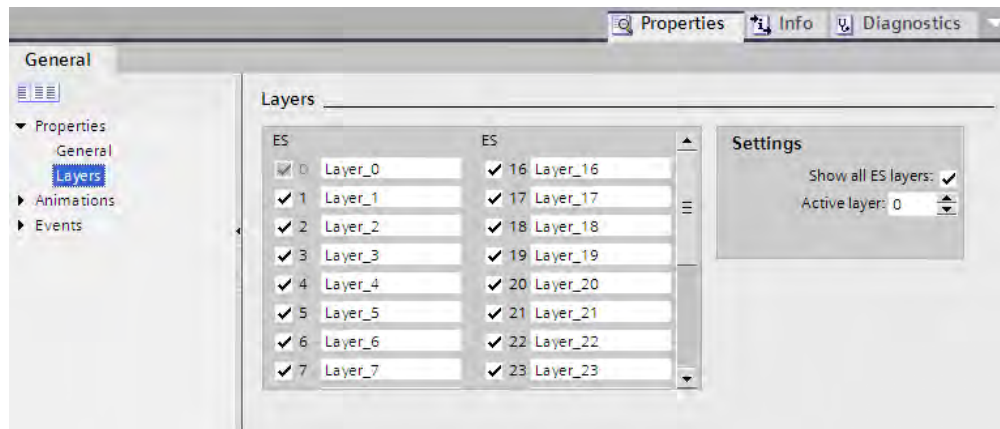 Properties Info Diagnostics
General
Properties
General
Layers
Animations
Events
Layers
ES ES
0 Layer_0 16 Layer_16
1 Layer_1 17 Layer_17
2 Layer_2 18 Layer_18
3 Layer_3 19 Layer_19
4 Layer_4 20 Layer_20
5 Layer_5 21 Layer_21
6 Layer_6 22 Layer_22
7 Layer_7 23 Layer_23
Settings
Show all ES layers:
Active layer: 0